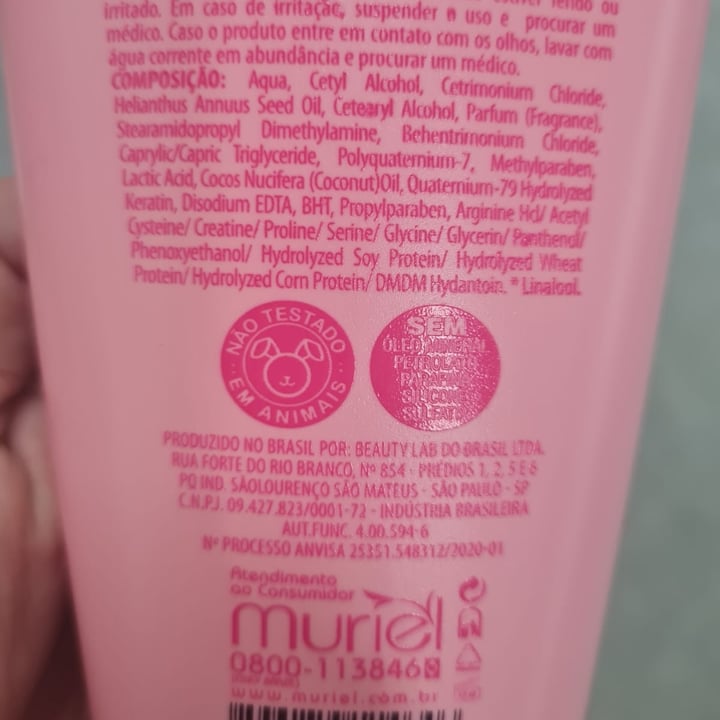 irritado. Em caso de irritação, suspender o uso e procurar um
médico. Caso o produto entre em contato com os olhos, lavar com
água corrente em abundância e procurar um médico.
COMPOSIÇÃO: Aqua, Cetyl Alcohol, Cetrimonium Chloride,
Helianthus Annuus Seed Oil, Cetearyl Alcohol, Parfum (Fragrance),
Stearamidopropyl Dimethylamine, Behentrimonium Chloride,
Caprylic/Capric Triglyceride, Polyquaternium-7, Methylparaben,
Lactic Acid, Cocos Nucifera (Coconut)Oil, Quaternium-79 Hydrolyzed
Keratin, Disodium EDTA, BHT, Propylparaben, Arginine Hcl/ Acetyl
Cysteine/ Creatine/ Proline/ Serine/ Glycine/ Glycerin/ Panthenol/
Phenoxyethanol/ Hydrolyzed Soy Protein/ Hydrolyzed Wheat
Protein/ Hydrolyzed Corn Protein/ DMDM Hydantoin. * Linalool.
NÃO TESTADO
EM ANIMAIS
SEM
ÓLEO MINERAL
PETROLATO
PARAFINA
SILICONE
SULFATO
PRODUZIDO NO BRASIL POR: BEAUTY LAB DO BRASIL LTDA.
RUA FORTE DO RIO BRANCO, Nº 854 - PRÉDIOS 1, 2, 5 E 6
PQ IND. SÃOLOURENÇO SÃO MATEUS - SÃO PAULO - SP
C.N.P.J. 09.427.823/0001-72 - INDÚSTRIA BRASILEIRA
AUT.FUNC. 4.00.594-6
Nº PROCESSO ANVISA 25351.548312/2020-01
Atendimento
ao Consumidor
muriel
0800-1138468
www.muriel.com.br